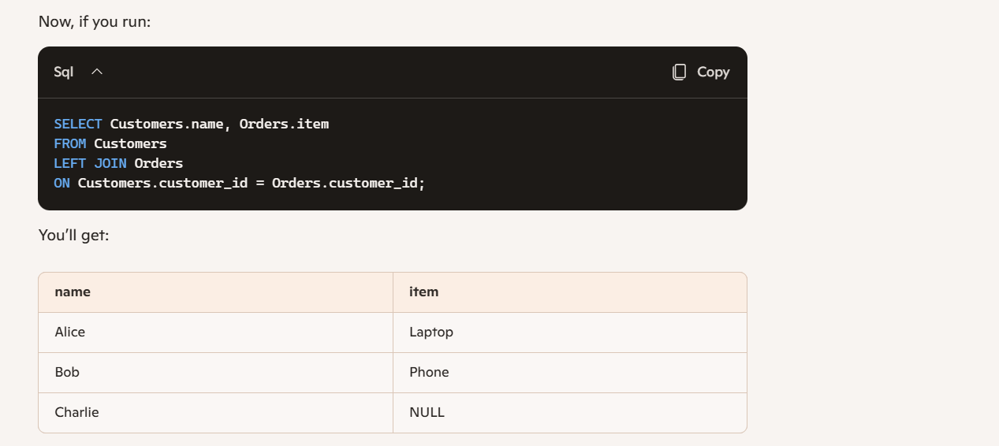 Now, if you run:
Sql
Copy
SELECT Customers.name, Orders.item
FROM Customers
LEFT JOIN Orders
ON Customers.customer_id = Orders.customer_id;
You’ll get:
name item
Alice Laptop
Bob Phone
Charlie NULL